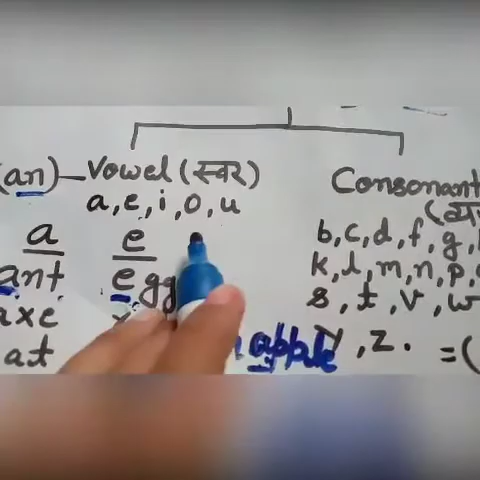 (an) — Vowel (स्वर)
a, e, i, o, u
a
ant
axe
at
e
egg
apple
Consonant
b, c, d, f, g,
k, l, m, n, p,
s, t, v, w
y, z.
=(